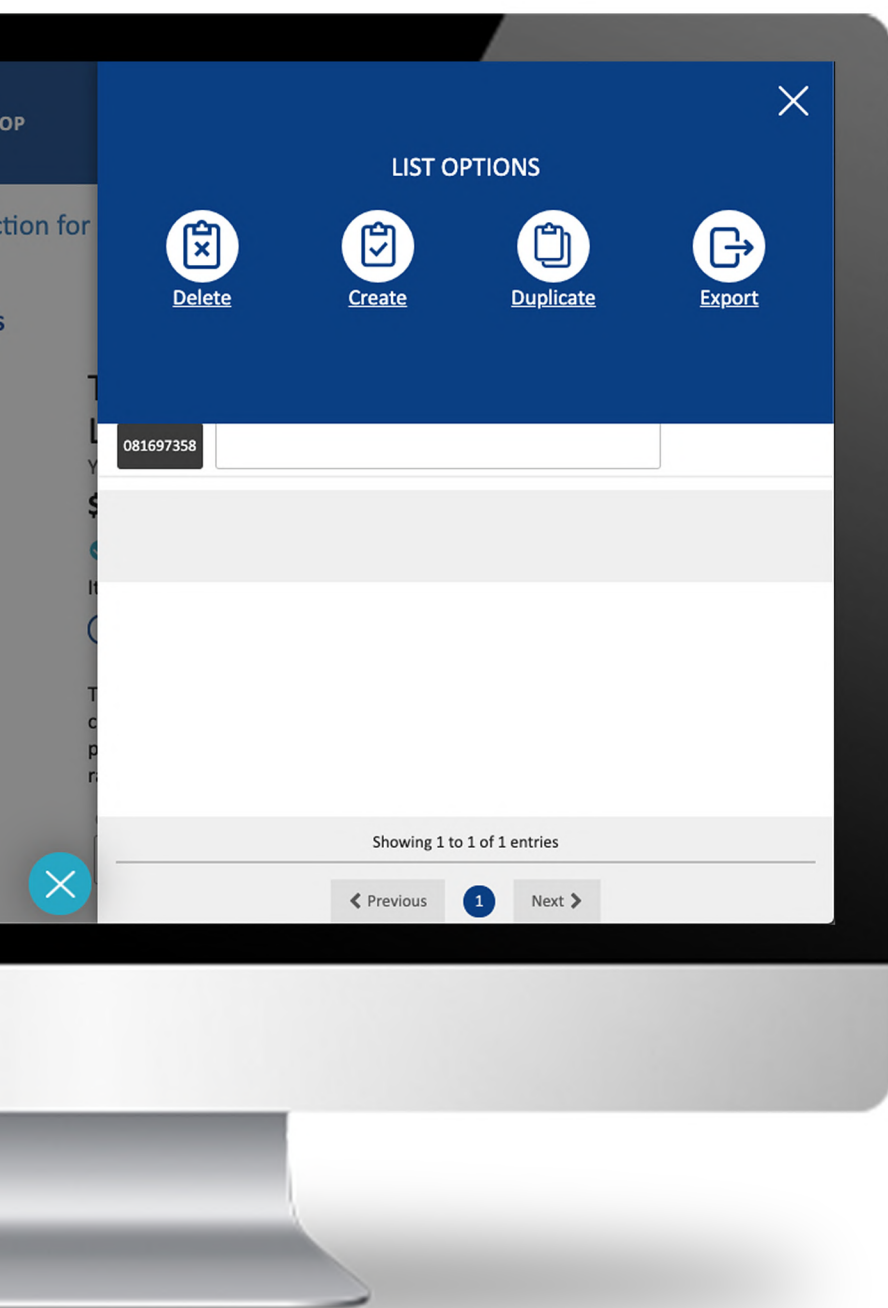 OP
LIST OPTIONS
ction for
Delete
Create
Duplicate
Export
081697358
$
It
Showing 1 to 1 of 1 entries
Previous
1
Next